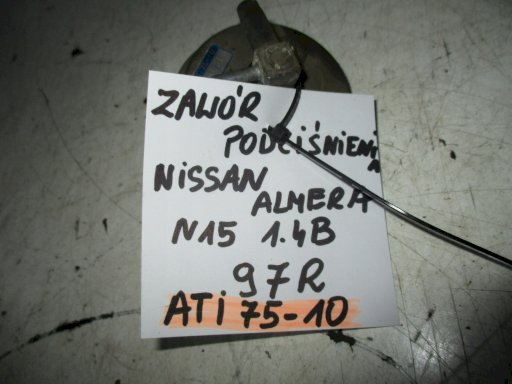 ZAWÓR
PODCIŚNIENIA
NISSAN
ALMERA
N15 1.4B
97R
ATI 75-10